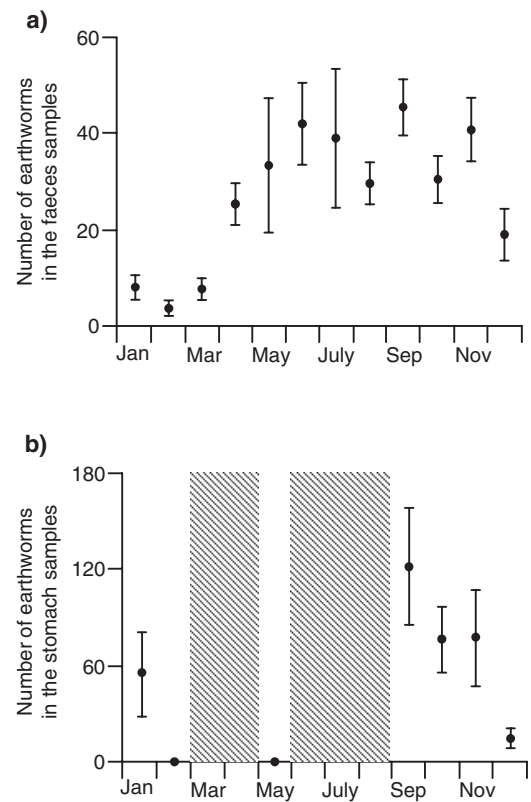 a)
Number of earthworms
in the faeces samples
60
40
20
0
Jan Mar May July Sep Nov
b)
Number of earthworms
in the stomach samples
180
120
60
0
Jan Mar May July Sep Nov